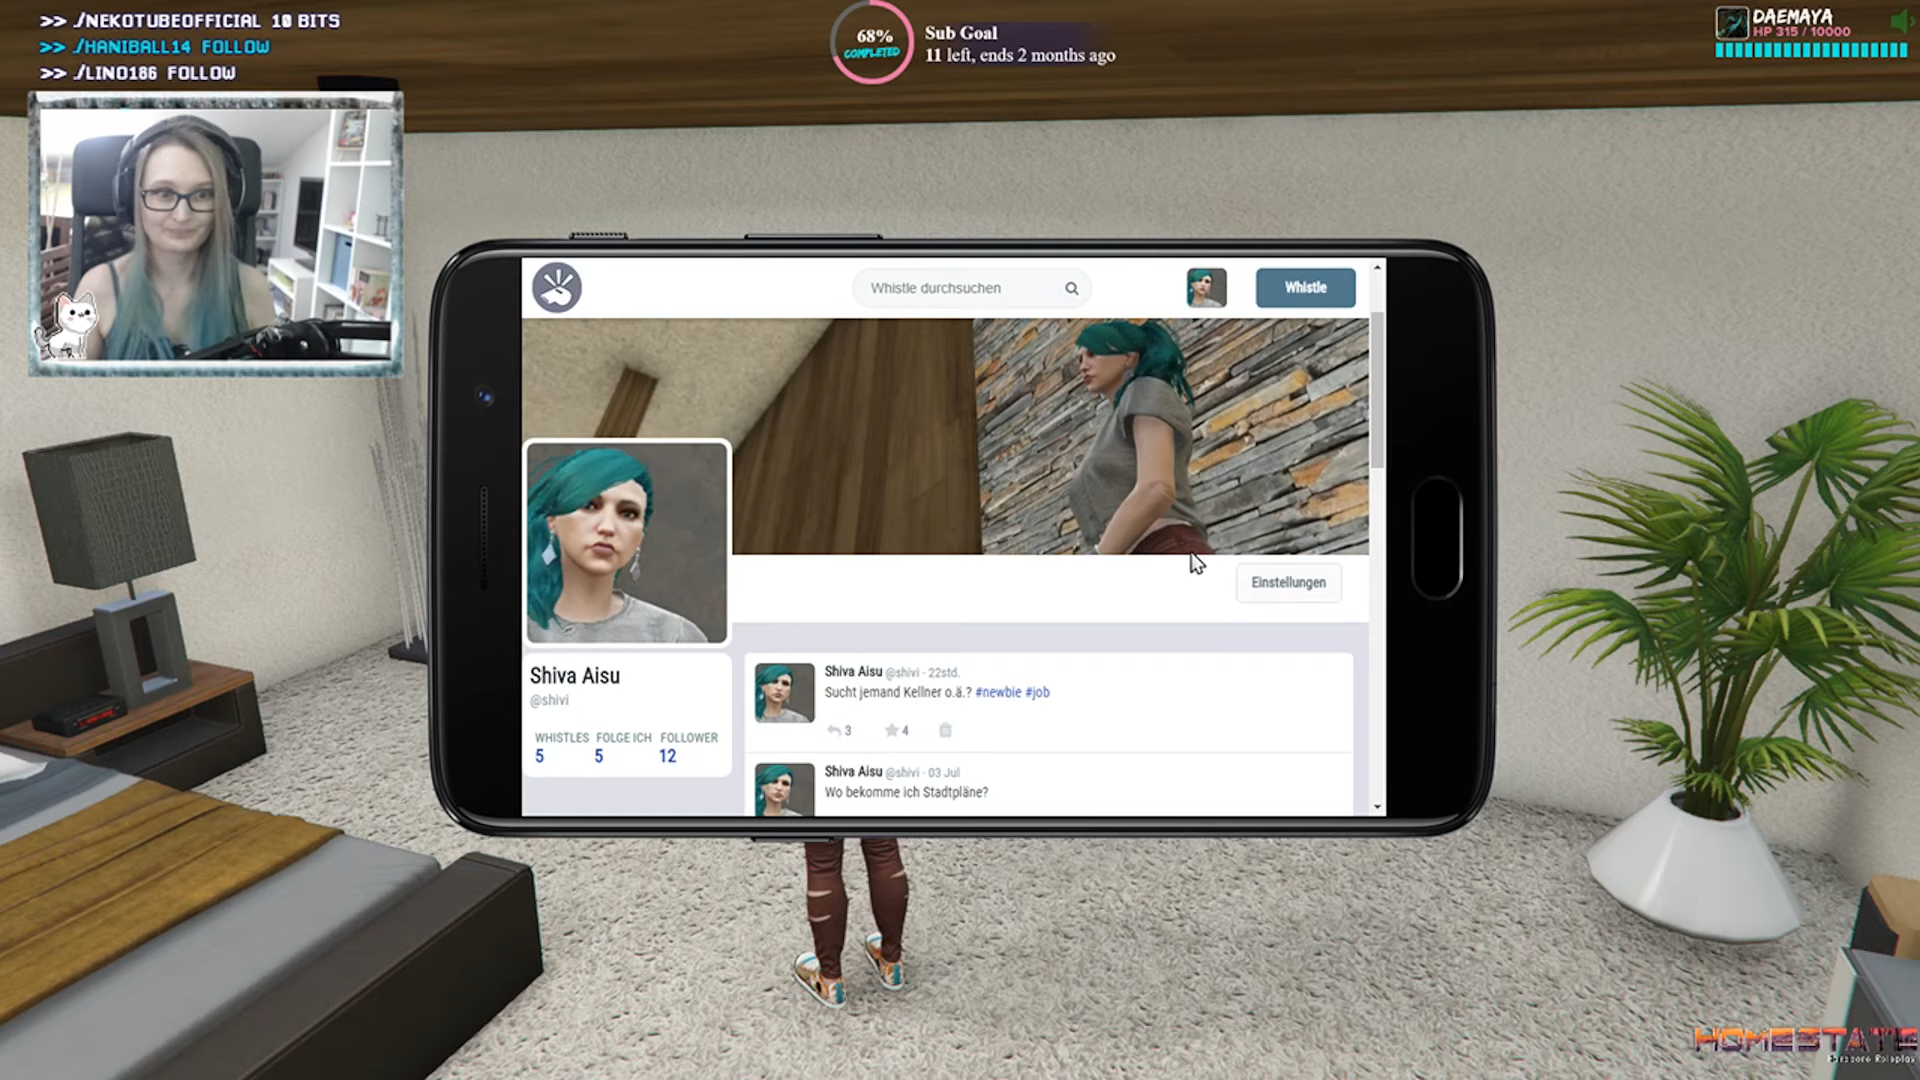 >> ./NEKOTUBEOFFICIAL 10 BITS
>> ./HANIBALL14 FOLLOW
>> ./LINO186 FOLLOW
68%
COMPLETED
Sub Goal
11 left, ends 2 months ago
DAEMAYA
HP 315 / 10000
Whistle durchsuchen
Whistle
Einstellungen
Shiva Aisu
@shivi
WHISTLES FOLGE ICH FOLLOWER
5 5 12
Shiva Aisu @shivi · 22std.
Sucht jemand Kellner o.ä.? #newbie #job
3 4
Shiva Aisu @shivi · 03 Jul
Wo bekomme ich Stadtpläne?
HOMESTATE
Hardcore Roleplay